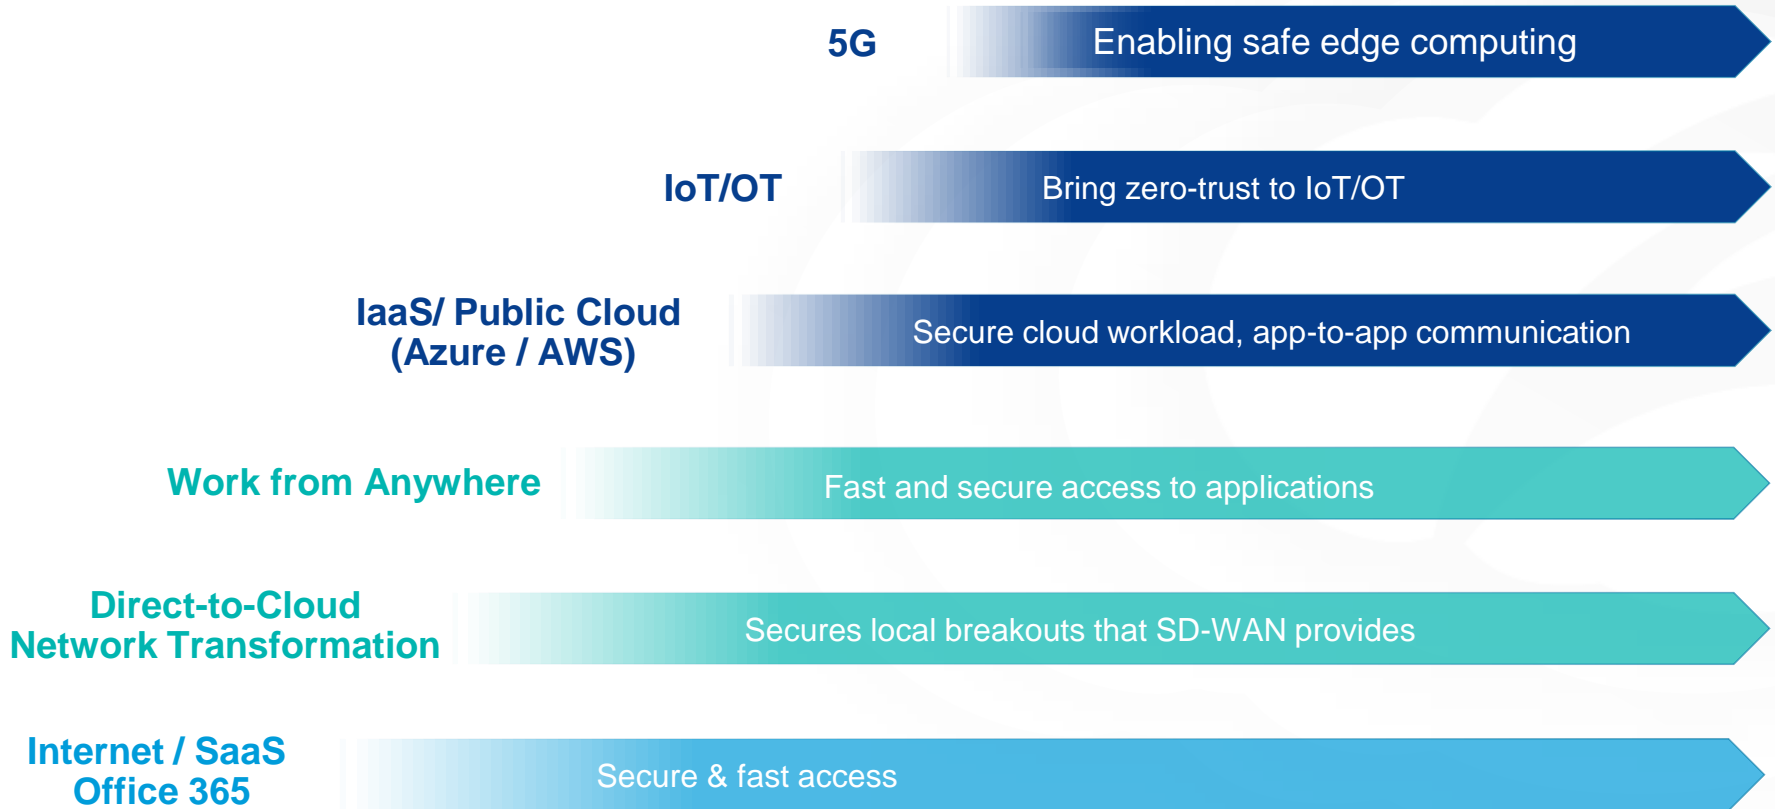 5G
Enabling safe edge computing
IoT/OT
Bring zero-trust to IoT/OT
IaaS/ Public Cloud
(Azure / AWS)
Secure cloud workload, app-to-app communication
Work from Anywhere
Fast and secure access to applications
Direct-to-Cloud
Network Transformation
Secures local breakouts that SD-WAN provides
Internet / SaaS
Office 365
Secure & fast access